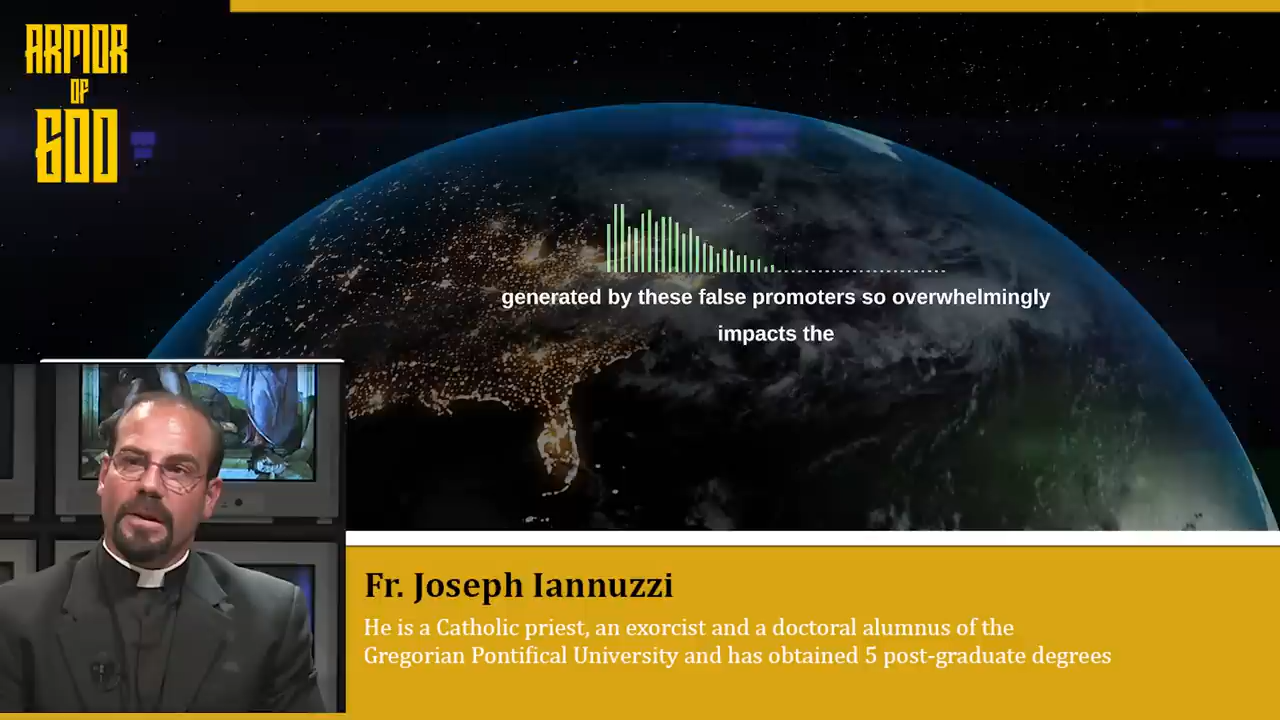 ARMOR
OF
GOD
generated by these false promoters so overwhelmingly
impacts the
Fr. Joseph Iannuzzi
He is a Catholic priest, an exorcist and a doctoral alumnus of the
Gregorian Pontifical University and has obtained 5 post-graduate degrees